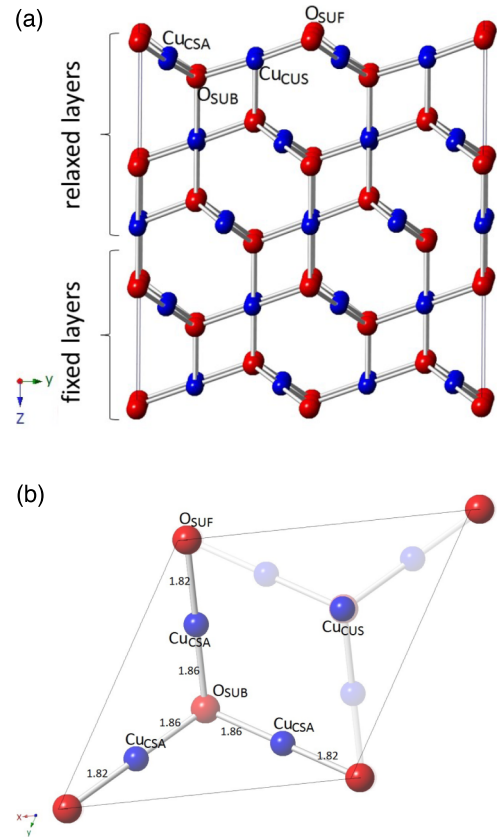 (a)
O_SUF
Cu_CSA
Cu_CUS
O_SUB
relaxed layers
fixed layers
y
Z
(b)
O_SUF
1.82
Cu_CSA
Cu_CUS
1.86
O_SUB
1.86
1.86
Cu_CSA
Cu_CSA
1.82
1.82
x
y